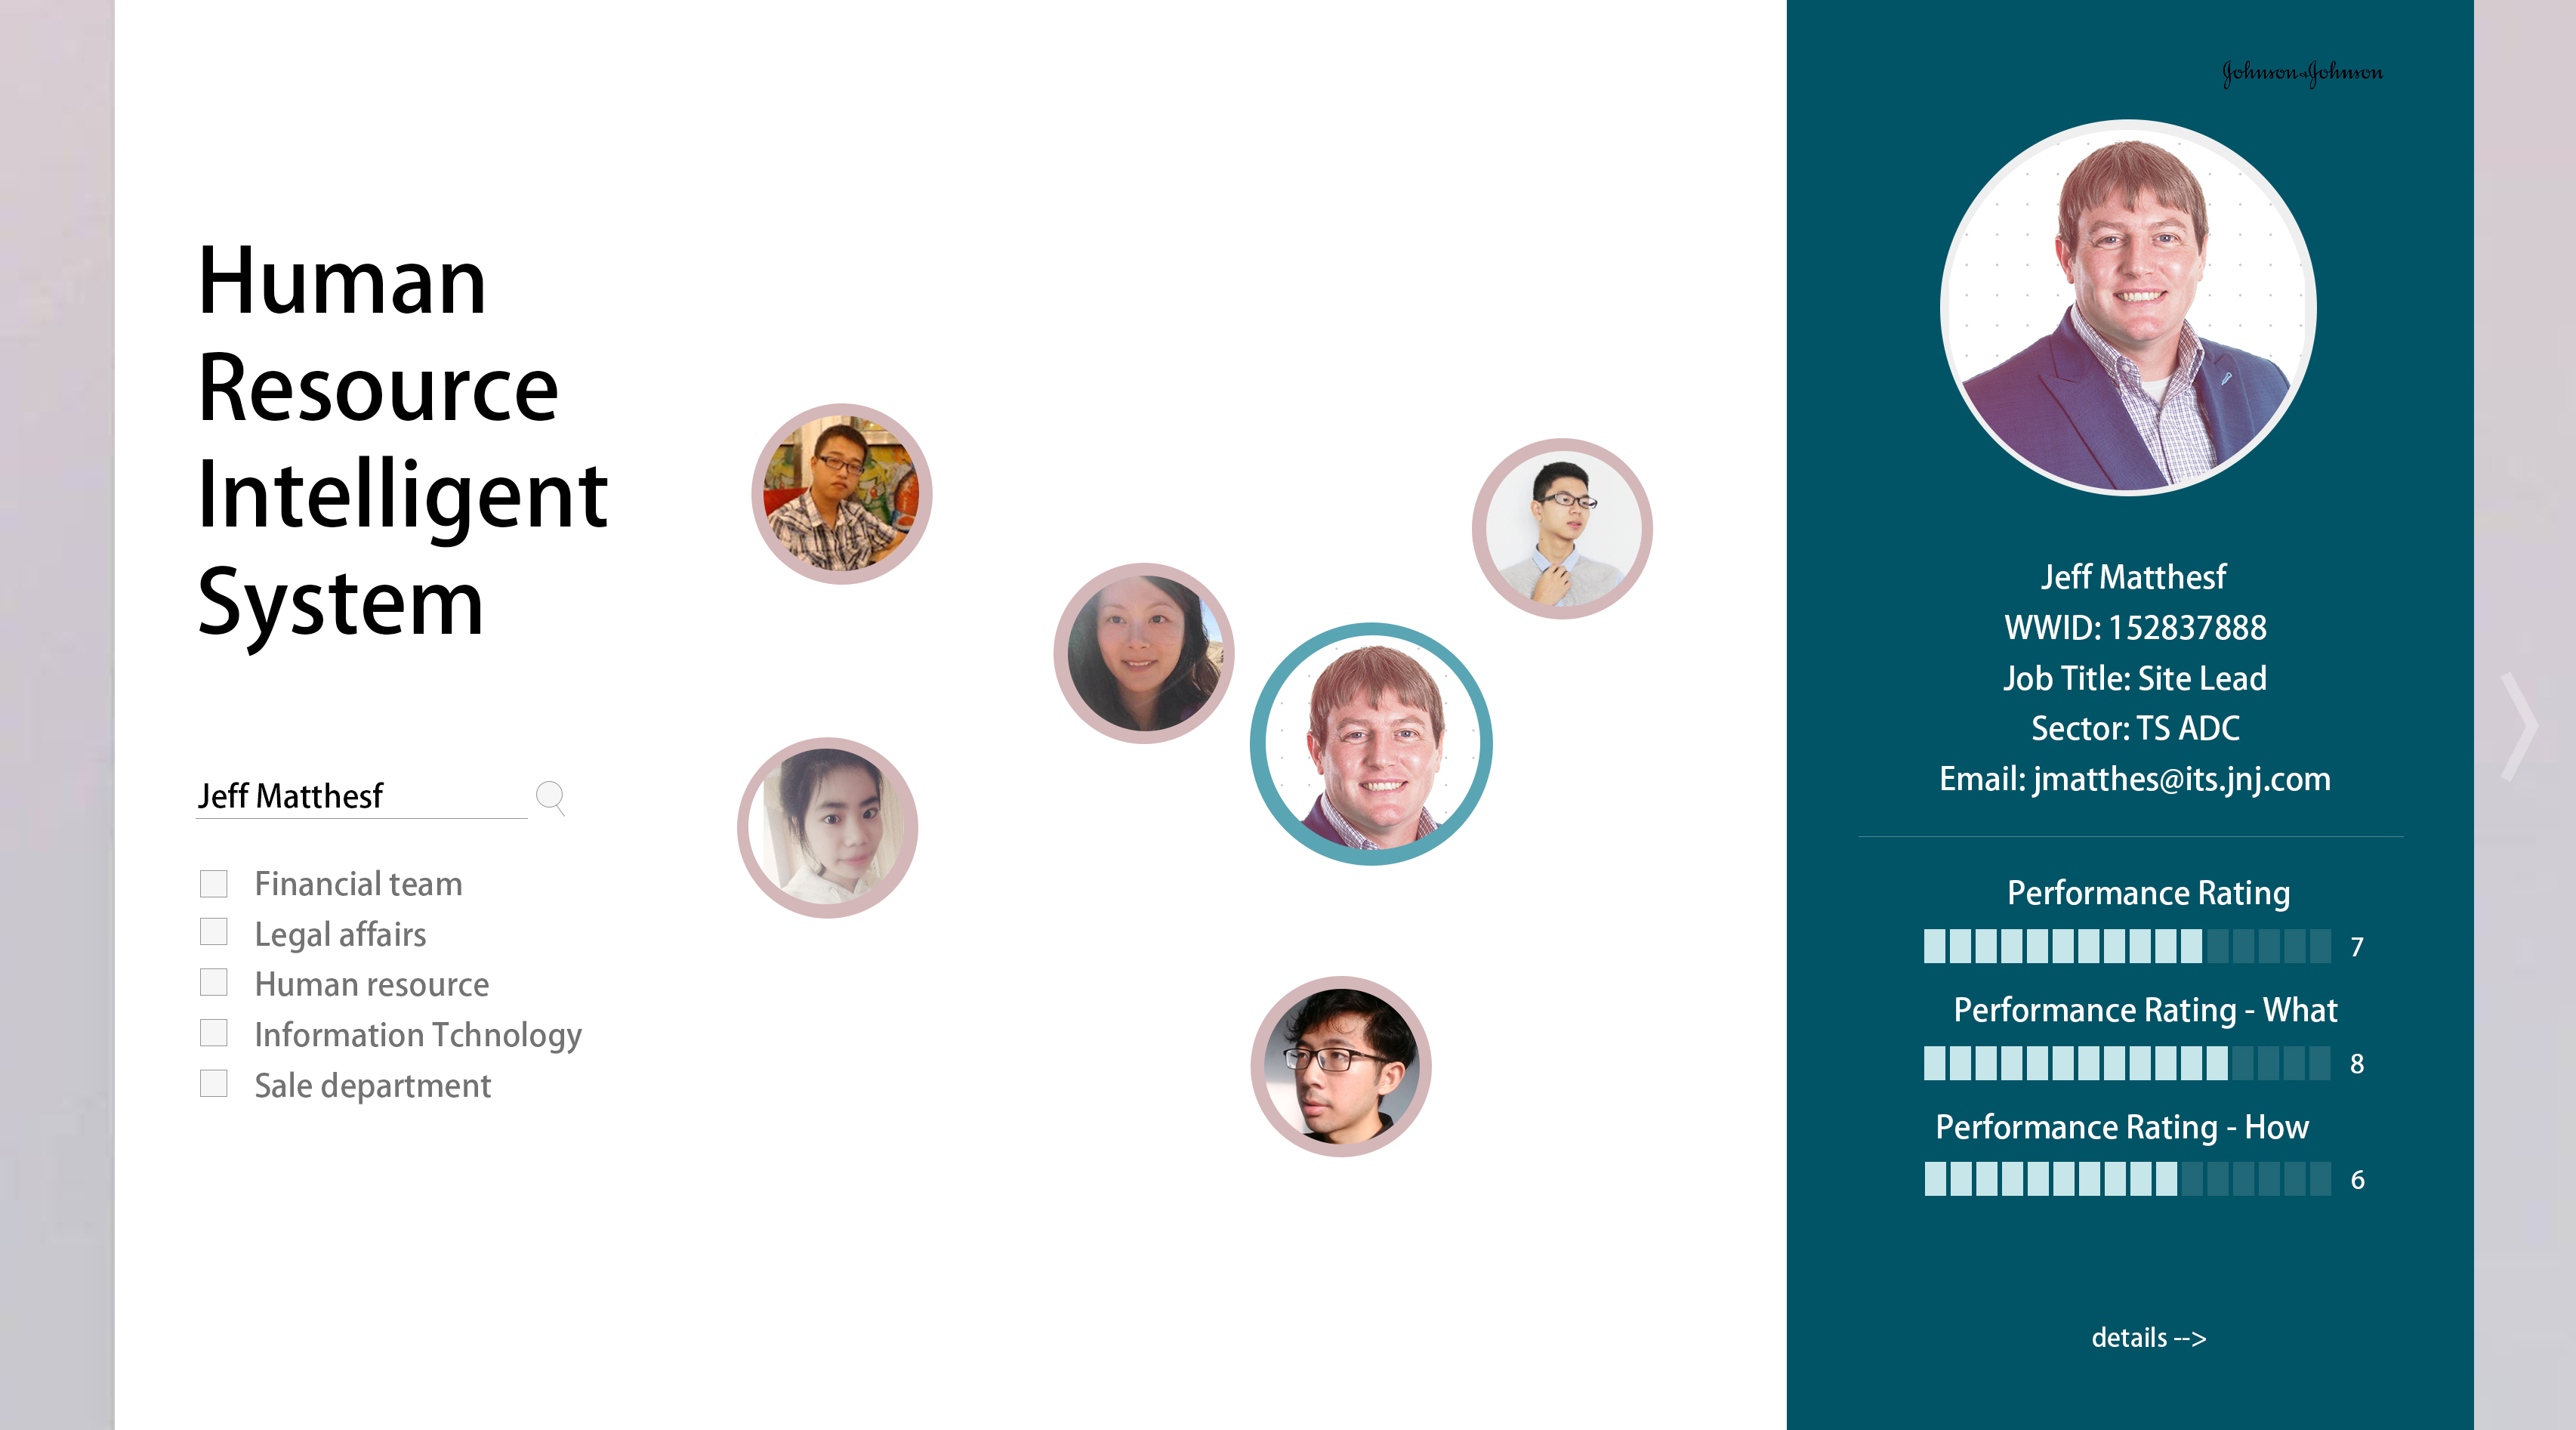 Human
Resource
Intelligent
System
Jeff Matthesf
Financial team
Legal affairs
Human resource
Information Tchnology
Sale department
Johnson&Johnson
Jeff Matthesf
WWID: 152837888
Job Title: Site Lead
Sector: TS ADC
Email: jmatthes@its.jnj.com
Performance Rating
7
Performance Rating - What
8
Performance Rating - How
6
details -->